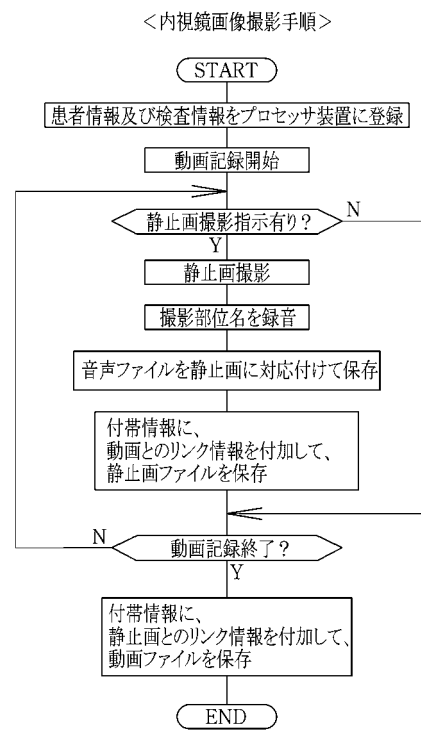 ＜内視鏡画像撮影手順＞
START
患者情報及び検査情報をプロセッサ装置に登録
動画記録開始
静止画撮影指示有り？
N
Y
静止画撮影
撮影部位名を録音
音声ファイルを静止画に対応付けて保存
付帯情報に、
動画とのリンク情報を付加して、
静止画ファイルを保存
N
動画記録終了？
Y
付帯情報に、
静止画とのリンク情報を付加して、
動画ファイルを保存
END